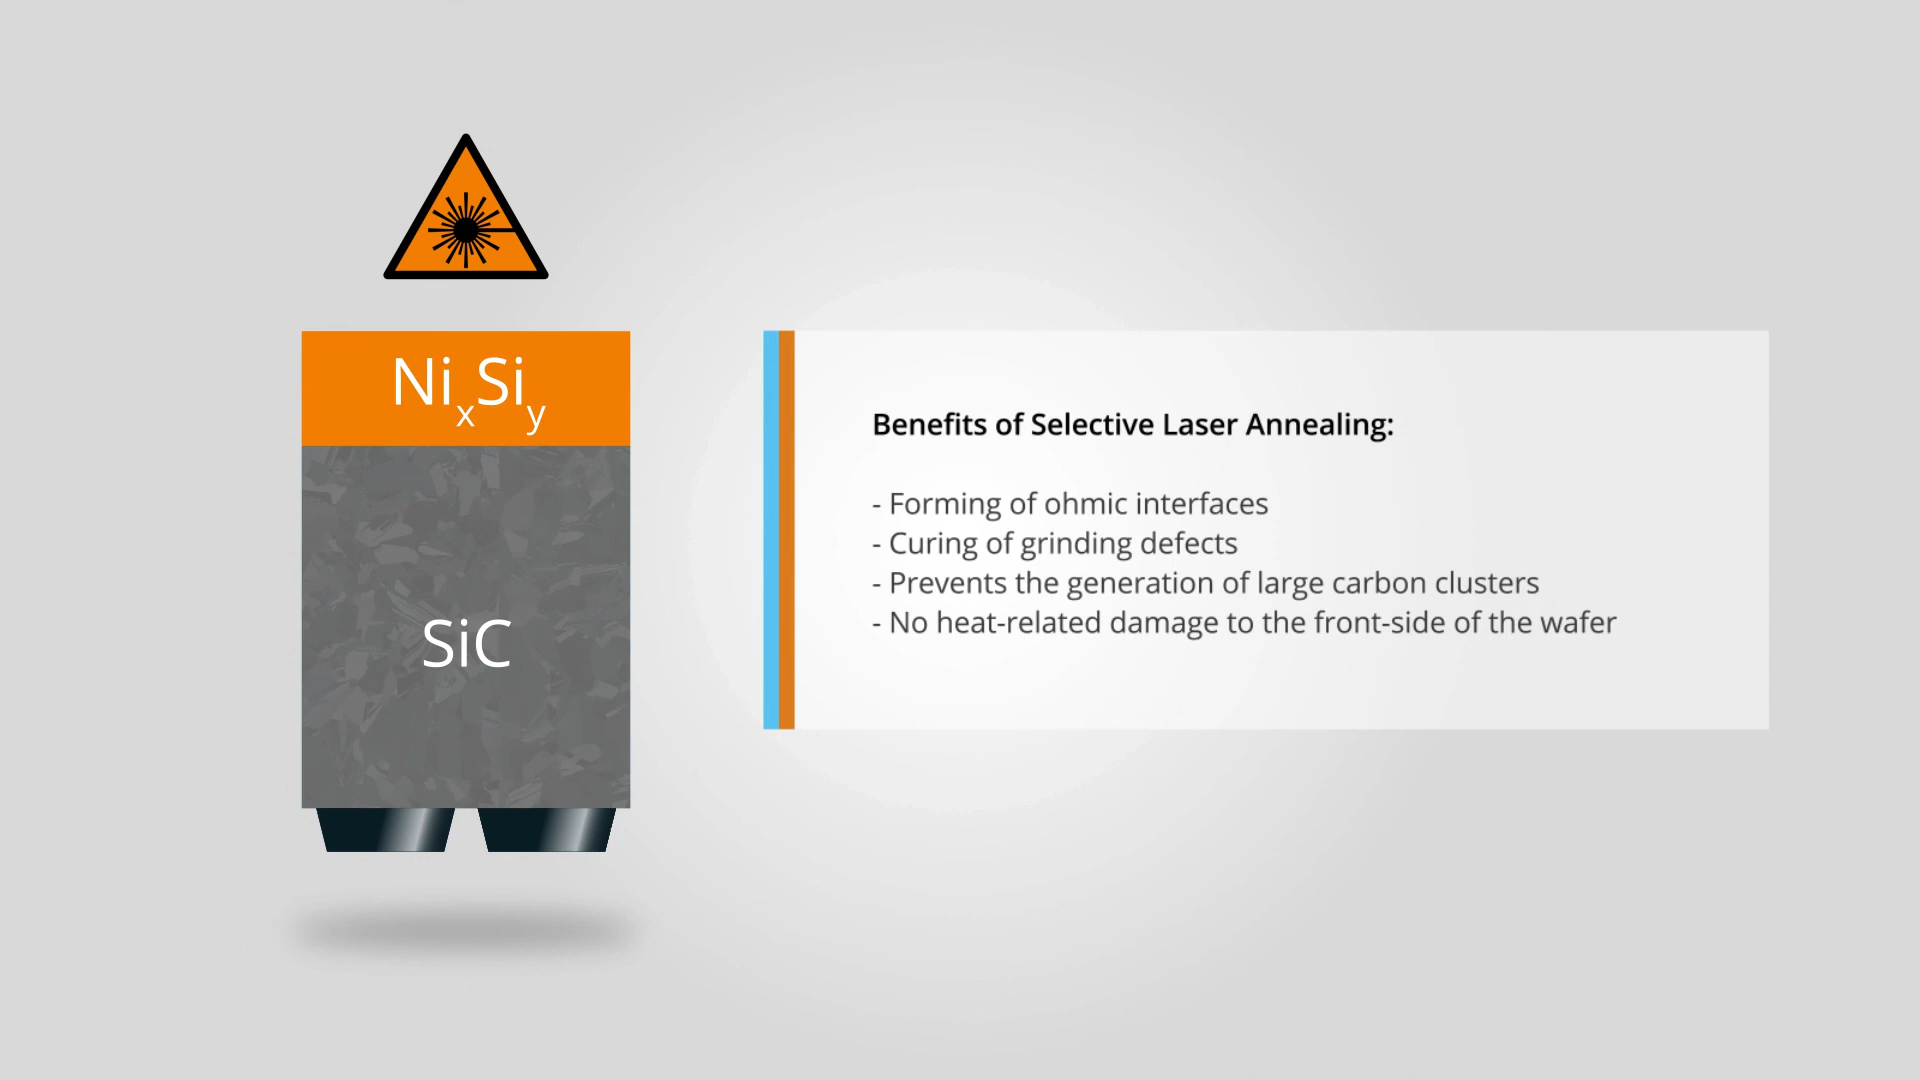 NixSiy
SiC
Benefits of Selective Laser Annealing:
- Forming of ohmic interfaces
- Curing of grinding defects
- Prevents the generation of large carbon clusters
- No heat-related damage to the front-side of the wafer